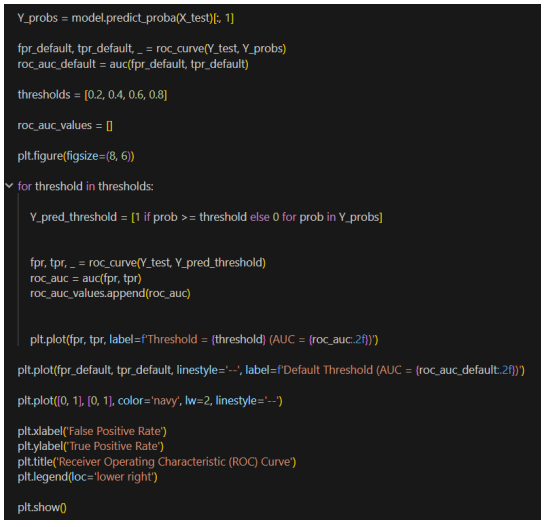 Y_probs = model.predict_proba(X_test)[:, 1]
fpr_default, tpr_default, _ = roc_curve(Y_test, Y_probs)
roc_auc_default = auc(fpr_default, tpr_default)
thresholds = [0.2, 0.4, 0.6, 0.8]
roc_auc_values = []
plt.figure(figsize=(8, 6))
for threshold in thresholds:
Y_pred_threshold = [1 if prob >= threshold else 0 for prob in Y_probs]
fpr, tpr, _ = roc_curve(Y_test, Y_pred_threshold)
roc_auc = auc(fpr, tpr)
roc_auc_values.append(roc_auc)
plt.plot(fpr, tpr, label=f'Threshold = {threshold} (AUC = {roc_auc:.2f})')
plt.plot(fpr_default, tpr_default, linestyle='--', label=f'Default Threshold (AUC = {roc_auc_default:.2f})')
plt.plot([0, 1], [0, 1], color='navy', lw=2, linestyle='--')
plt.xlabel('False Positive Rate')
plt.ylabel('True Positive Rate')
plt.title('Receiver Operating Characteristic (ROC) Curve')
plt.legend(loc='lower right')
plt.show()